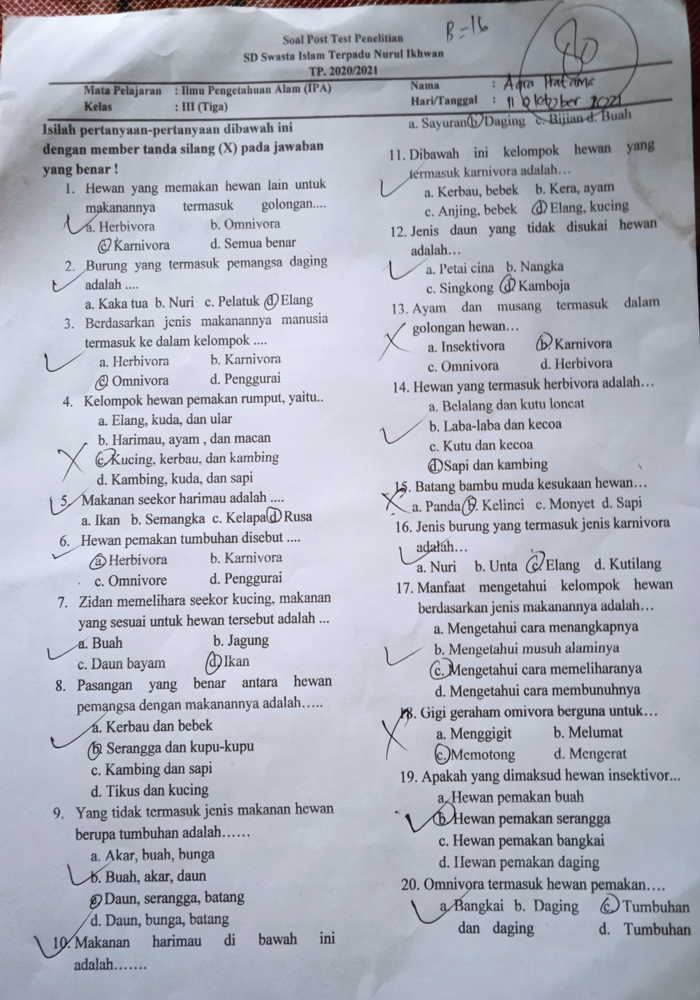 B = 16
80
Soal Post Test Penelitian
SD Swasta Islam Terpadu Nurul Ikhwan
TP. 2020/2021
Mata Pelajaran : Ilmu Pengetahuan Alam (IPA)
Kelas : III (Tiga)
Nama : Agra Pratama
Hari/Tanggal : 11 Oktober 2021
Isilah pertanyaan-pertanyaan dibawah ini
dengan member tanda silang (X) pada jawaban
yang benar !
1. Hewan yang memakan hewan lain untuk
makanannya termasuk golongan....
a. Herbivora b. Omnivora
c. Karnivora d. Semua benar
2. Burung yang termasuk pemangsa daging
adalah ....
a. Kaka tua b. Nuri c. Pelatuk d. Elang
3. Berdasarkan jenis makanannya manusia
termasuk ke dalam kelompok ....
a. Herbivora b. Karnivora
c. Omnivora d. Penggurai
4. Kelompok hewan pemakan rumput, yaitu..
a. Elang, kuda, dan ular
b. Harimau, ayam , dan macan
c. Kucing, kerbau, dan kambing
d. Kambing, kuda, dan sapi
5. Makanan seekor harimau adalah ....
a. Ikan b. Semangka c. Kelapa d. Rusa
6. Hewan pemakan tumbuhan disebut ....
a. Herbivora b. Karnivora
c. Omnivore d. Penggurai
7. Zidan memelihara seekor kucing, makanan
yang sesuai untuk hewan tersebut adalah ...
a. Buah b. Jagung
c. Daun bayam d. Ikan
8. Pasangan yang benar antara hewan
pemangsa dengan makanannya adalah.....
a. Kerbau dan bebek
b. Serangga dan kupu-kupu
c. Kambing dan sapi
d. Tikus dan kucing
9. Yang tidak termasuk jenis makanan hewan
berupa tumbuhan adalah......
a. Akar, buah, bunga
b. Buah, akar, daun
c. Daun, serangga, batang
d. Daun, bunga, batang
10. Makanan harimau di bawah ini
adalah.......
a. Sayuran b. Daging c. Bijian d. Buah
11. Dibawah ini kelompok hewan yang
termasuk karnivora adalah...
a. Kerbau, bebek b. Kera, ayam
c. Anjing, bebek d. Elang, kucing
12. Jenis daun yang tidak disukai hewan
adalah...
a. Petai cina b. Nangka
c. Singkong d. Kamboja
13. Ayam dan musang termasuk dalam
golongan hewan...
a. Insektivora b. Karnivora
c. Omnivora d. Herbivora
14. Hewan yang termasuk herbivora adalah...
a. Belalang dan kutu loncat
b. Laba-laba dan kecoa
c. Kutu dan kecoa
d. Sapi dan kambing
15. Batang bambu muda kesukaan hewan...
a. Panda b. Kelinci c. Monyet d. Sapi
16. Jenis burung yang termasuk jenis karnivora
adalah...
a. Nuri b. Unta c. Elang d. Kutilang
17. Manfaat mengetahui kelompok hewan
berdasarkan jenis makanannya adalah...
a. Mengetahui cara menangkapnya
b. Mengetahui musuh alaminya
c. Mengetahui cara memeliharanya
d. Mengetahui cara membunuhnya
18. Gigi geraham omivora berguna untuk...
a. Menggigit b. Melumat
c. Memotong d. Mengerat
19. Apakah yang dimaksud hewan insektivor...
a. Hewan pemakan buah
b. Hewan pemakan serangga
c. Hewan pemakan bangkai
d. Hewan pemakan daging
20. Omnivora termasuk hewan pemakan....
a. Bangkai b. Daging c. Tumbuhan
dan daging d. Tumbuhan